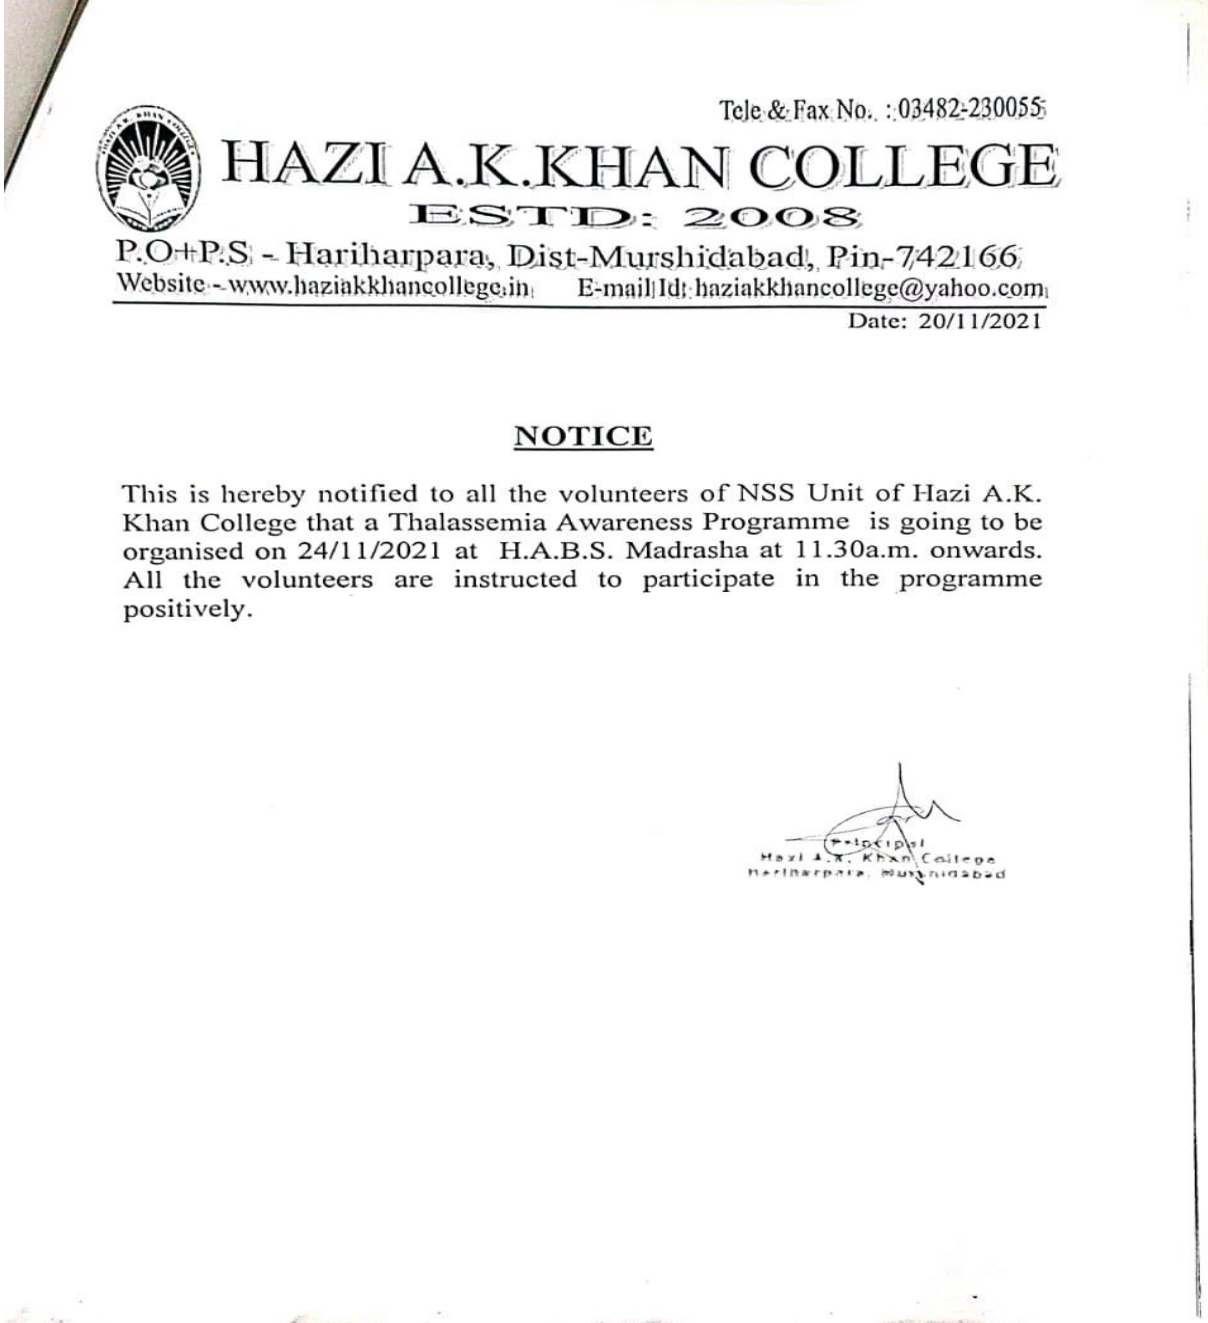 Tele & Fax No. : 03482-230055
HAZI A.K. KHAN COLLEGE
HAZI A.K.KHAN COLLEGE
ESTD: 2008
P.O+P.S - Hariharpara, Dist-Murshidabad, Pin-742166
Website - www.haziakkhancollege.in E-mail Id: haziakkhancollege@yahoo.com
Date: 20/11/2021
NOTICE
This is hereby notified to all the volunteers of NSS Unit of Hazi A.K.
Khan College that a Thalassemia Awareness Programme is going to be
organised on 24/11/2021 at H.A.B.S. Madrasha at 11.30a.m. onwards.
All the volunteers are instructed to participate in the programme
positively.
Principal
Hazi A.K. Khan College
Hariharpara, Murshidabad